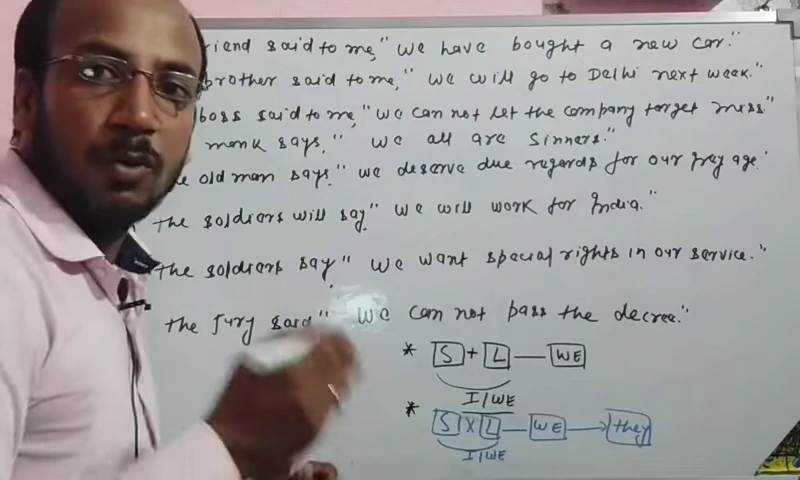 riend said to me," We have bought a new car."
brother said to me," We will go to Delhi next week."
boss said to me," We can not let the company target miss"
monk says," We all are sinners."
old man says," We deserve due regards for our grey age."
The soldiers will say," We will work for India."
The soldiers say," We want special rights in our service."
The Jury said" We can not pass the decree."
* S + L — WE
I/WE
* S X L — WE → they
I/WE